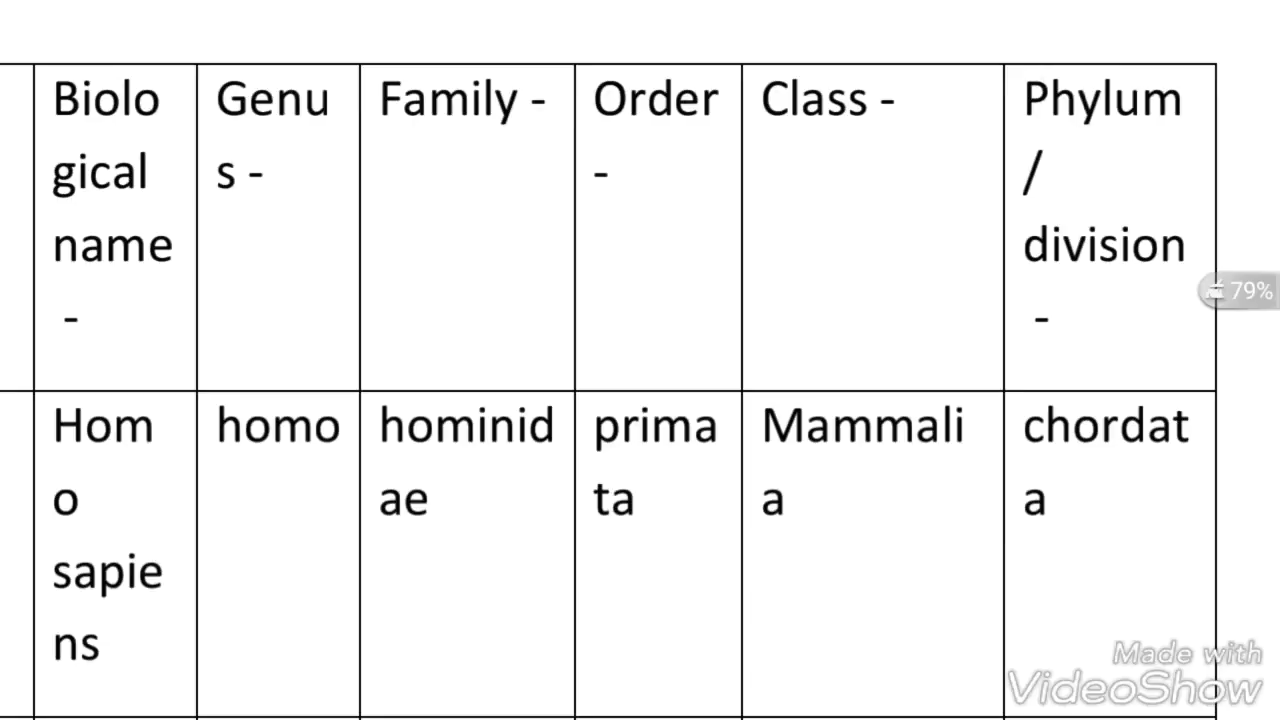 Biolo
gical
name
-
Genu
s -
Family -
Order
-
Class -
Phylum
/
division
-
79%
Hom
o
sapie
ns
homo
hominid
ae
prima
ta
Mammali
a
chordat
a
Made with
VideoShow